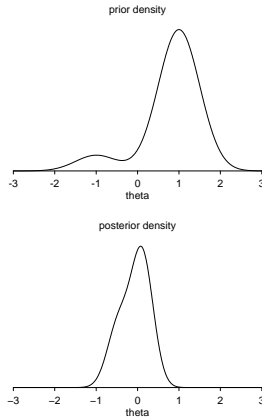 prior density
-3 -2 -1 0 1 2 3
theta
posterior density
−3 −2 −1 0 1 2 3
theta